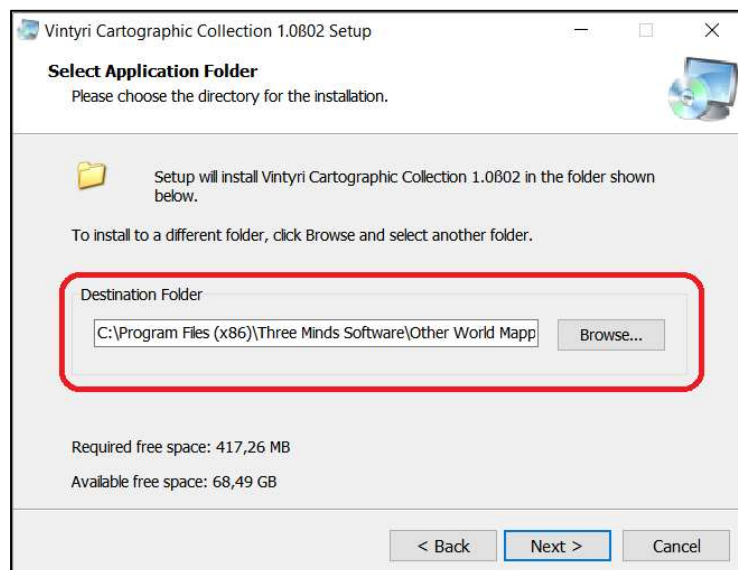 Vintyri Cartographic Collection 1.0ß02 Setup
Select Application Folder
Please choose the directory for the installation.
Setup will install Vintyri Cartographic Collection 1.0ß02 in the folder shown
below.
To install to a different folder, click Browse and select another folder.
Destination Folder
C:\Program Files (x86)\Three Minds Software\Other World Mapp
Browse...
Required free space: 417,26 MB
Available free space: 68,49 GB
< Back
Next >
Cancel